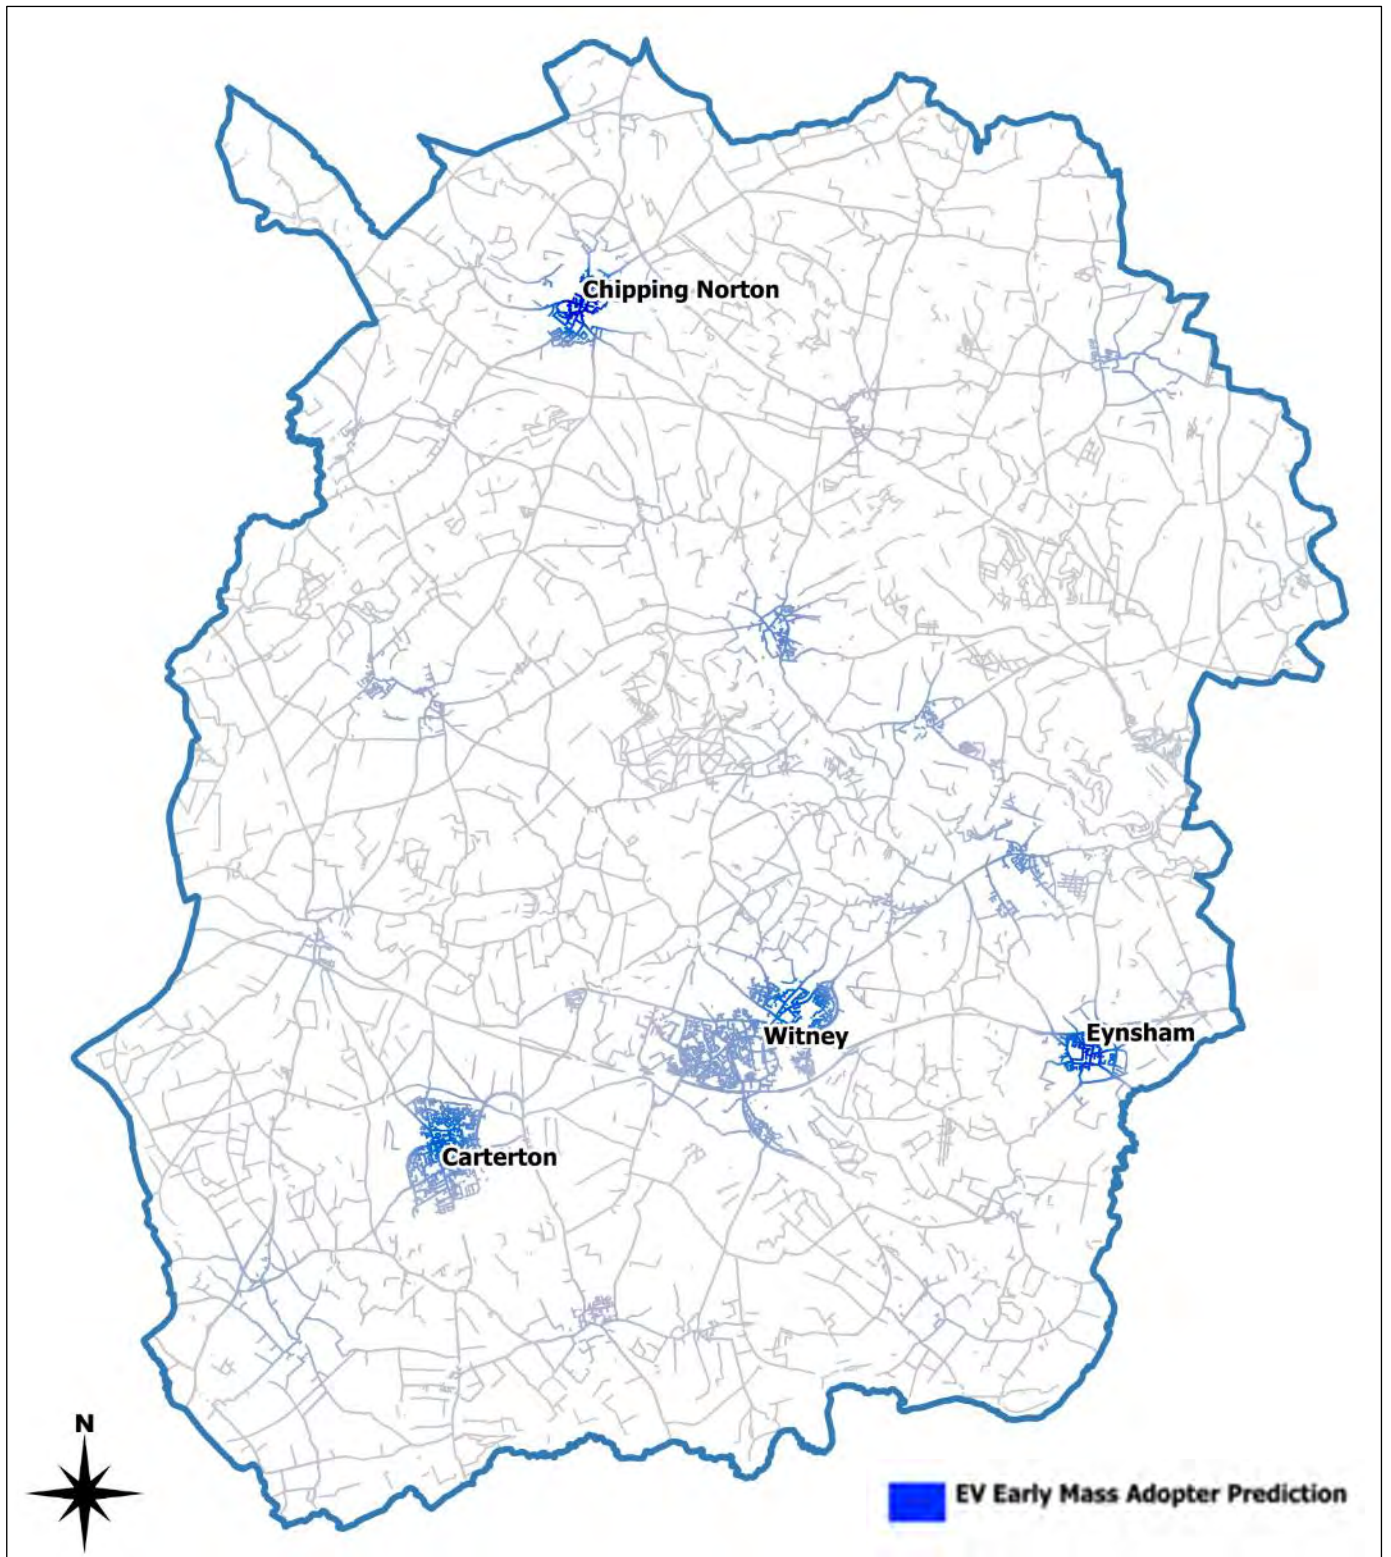 Chipping Norton
Witney
Eynsham
Carterton
N
EV Early Mass Adopter Prediction